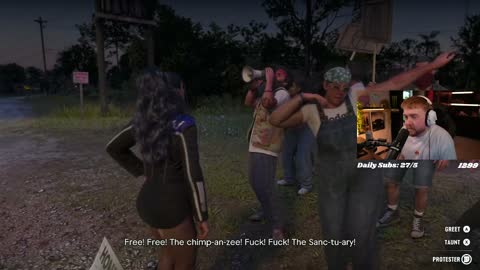 Daily Subs: 27/5 1299
GREET
TAUNT
PROTESTER
Free! Free! The chimp-an-zee! Fuck! Fuck! The Sanc-tu-ary!